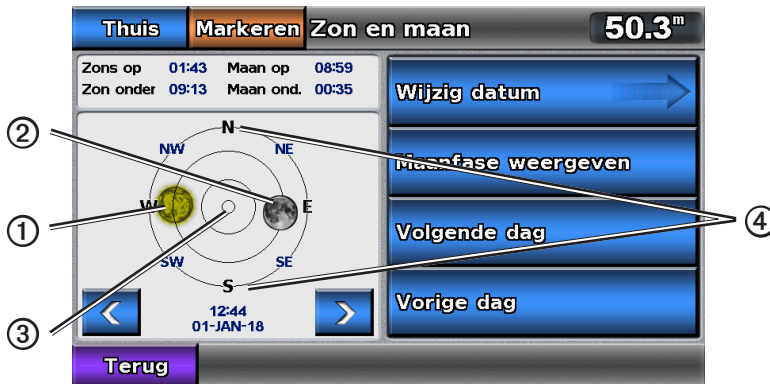 Thuis Markeren Zon en maan 50.3m
Zons op 01:43 Maan op 08:59
Zon onder 09:13 Maan ond. 00:35
Wijzig datum
Maanfase weergeven
Volgende dag
Vorige dag
N
NW NE
W E
SW SE
S
12:44
01-JAN-18
Terug
①
②
③
④